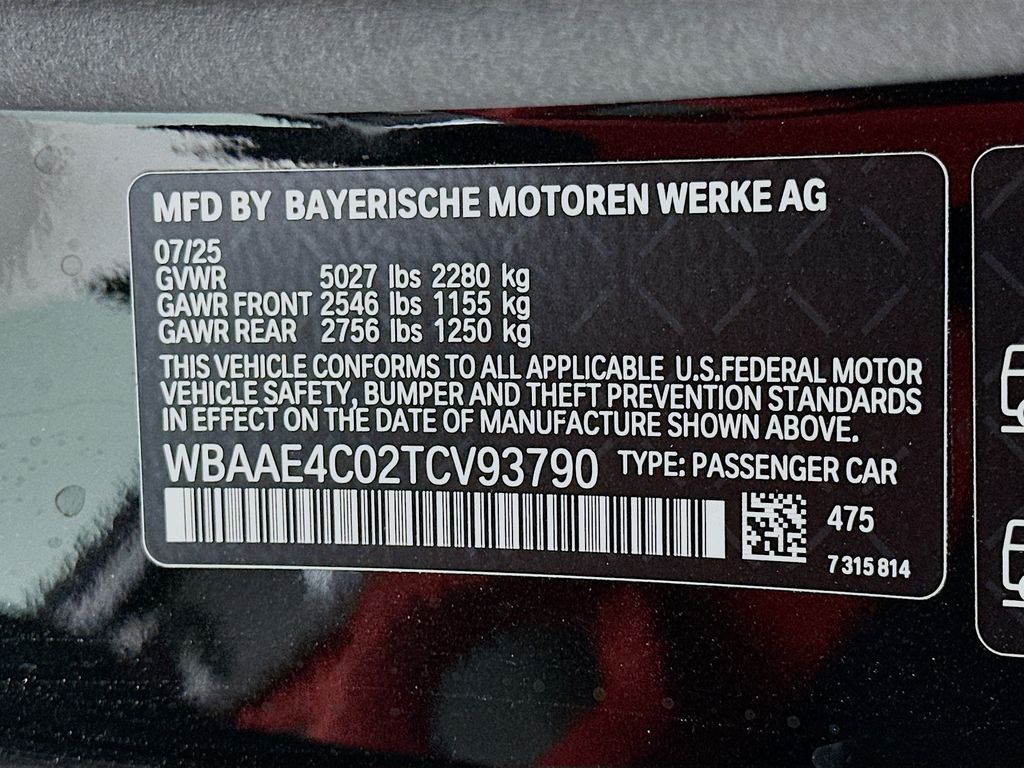 MFD BY BAYERISCHE MOTOREN WERKE AG
07/25
GVWR 5027 lbs 2280 kg
GAWR FRONT 2546 lbs 1155 kg
GAWR REAR 2756 lbs 1250 kg
THIS VEHICLE CONFORMS TO ALL APPLICABLE U.S.FEDERAL MOTOR
VEHICLE SAFETY, BUMPER AND THEFT PREVENTION STANDARDS
IN EFFECT ON THE DATE OF MANUFACTURE SHOWN ABOVE.
WBAAE4C02TCV93790 TYPE: PASSENGER CAR
475
7 315 814